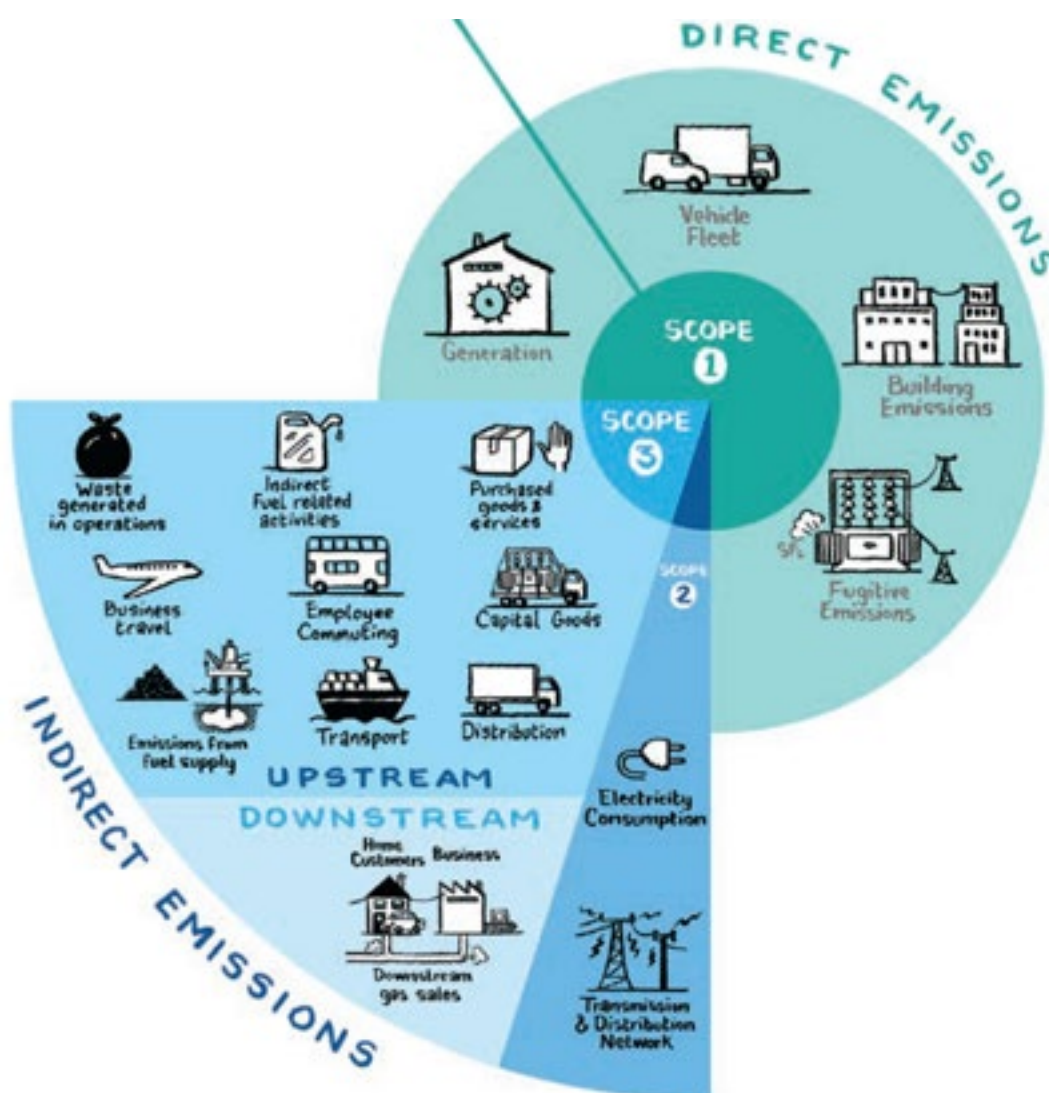 DIRECT EMISSIONS
Vehicle
Fleet
Generation
SCOPE
1
Building
Emissions
SF6
Fugitive
Emissions
SCOPE
3
Waste
generated
in operations
Indirect
Fuel related
activities
Purchased
goods &
services
Business
travel
Employee
Commuting
Capital Goods
Emissions from
fuel supply
Transport
Distribution
UPSTREAM
DOWNSTREAM
Home
Customers
Business
Downstream
gas sales
SCOPE
2
Electricity
Consumption
Transmission
& Distribution
Network
INDIRECT EMISSIONS